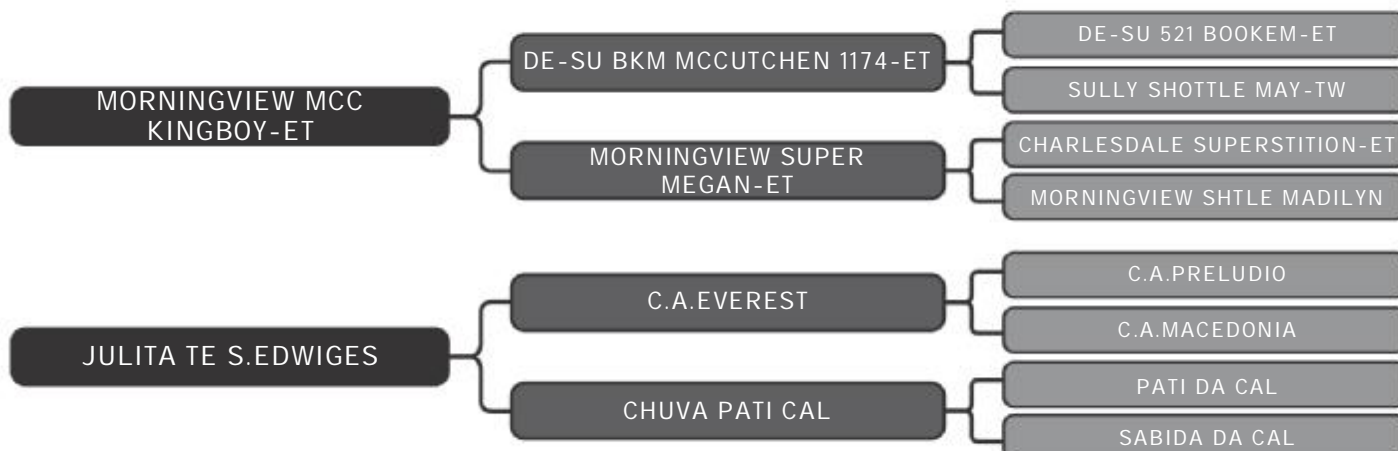 DE-SU 521 BOOKEM-ET
DE-SU BKM MCCUTCHEN 1174-ET
SULLY SHOTTLE MAY-TW
MORNINGVIEW MCC
KINGBOY-ET
CHARLESDALE SUPERSTITION-ET
MORNINGVIEW SUPER
MEGAN-ET
MORNINGVIEW SHTLE MADILYN
C.A.PRELUDIO
C.A.EVEREST
C.A.MACEDONIA
JULITA TE S.EDWIGES
PATI DA CAL
CHUVA PATI CAL
SABIDA DA CAL